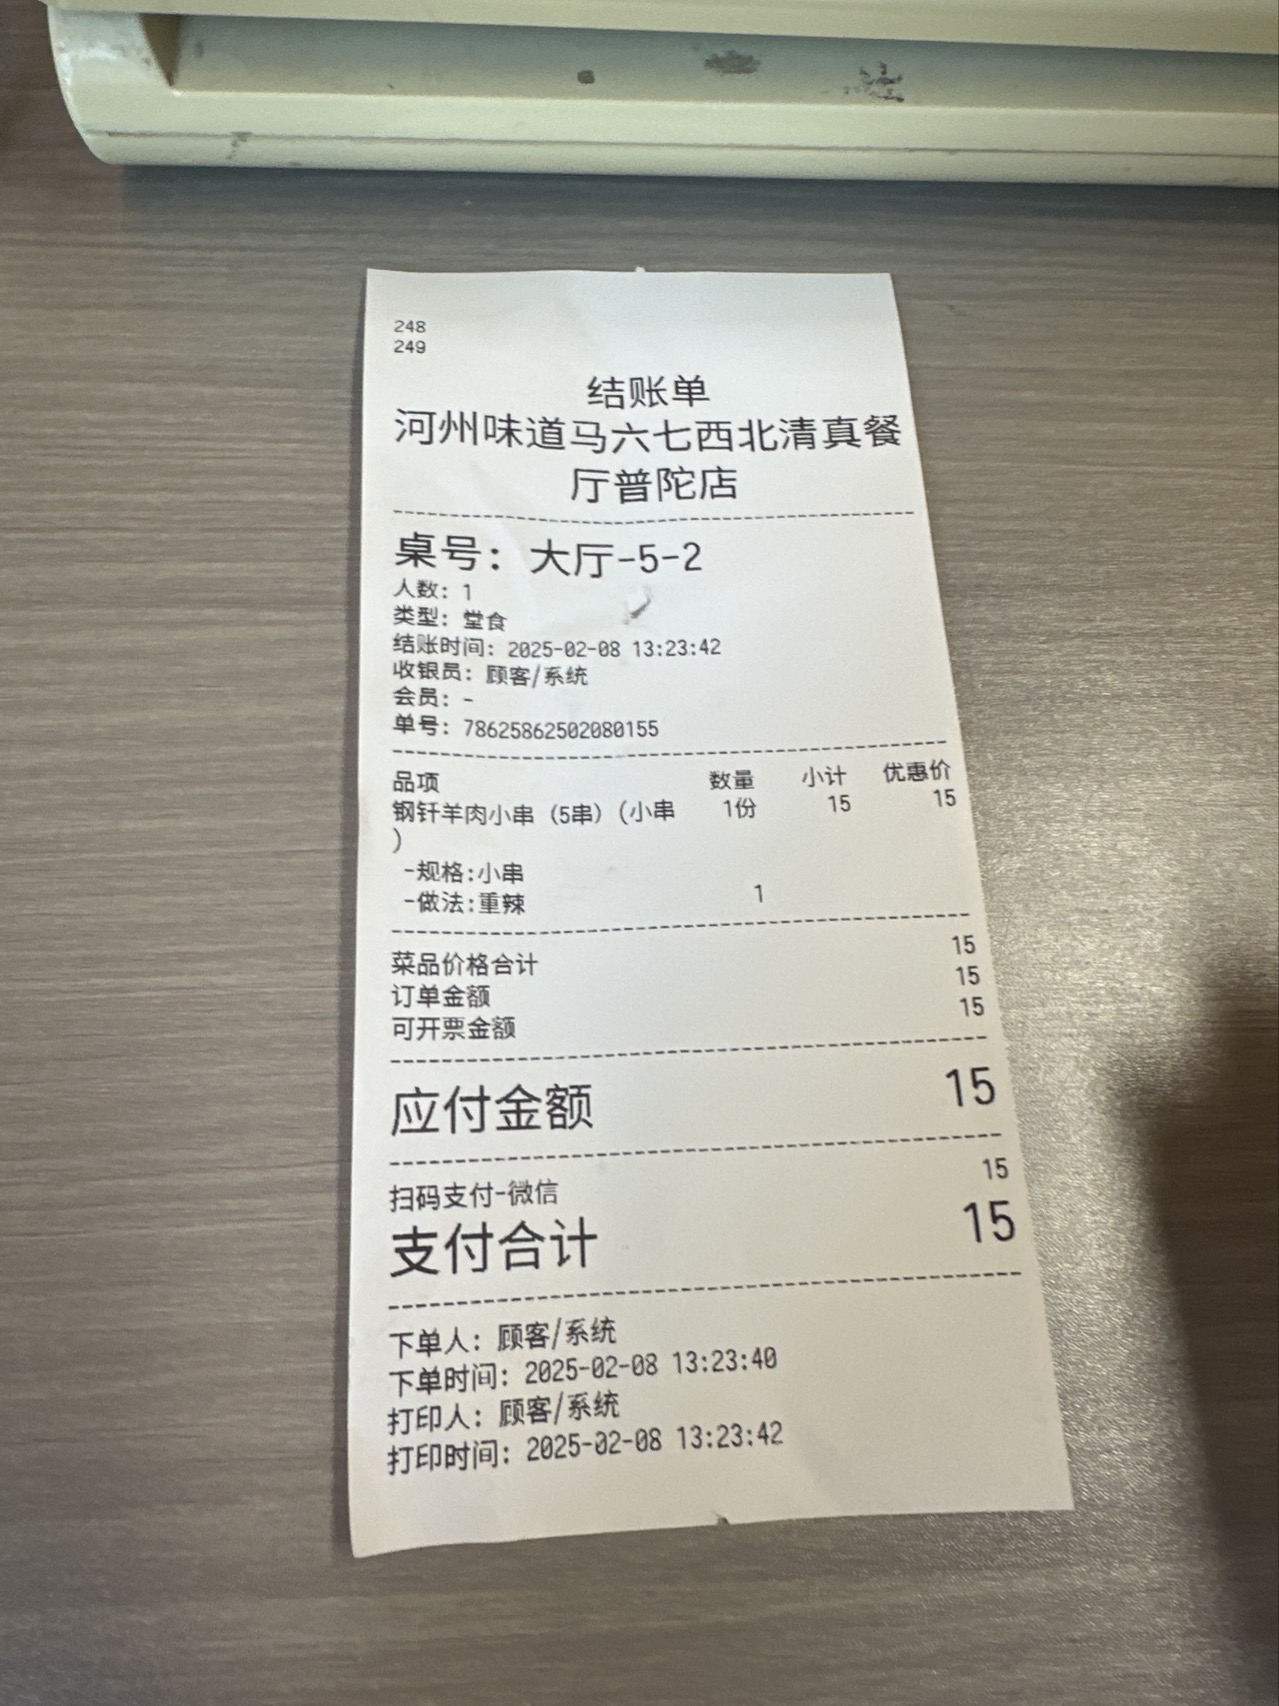 248
249
结账单
河州味道马六七西北清真餐
厅普陀店
桌号：大厅-5-2
人数：1
类型：堂食
结账时间：2025-02-08 13:23:42
收银员：顾客/系统
会员：-
单号：78625862502080155
品项 数量 小计 优惠价
钢钎羊肉小串（5串）（小串 1份 15 15
）
-规格:小串
-做法:重辣 1
菜品价格合计 15
订单金额 15
可开票金额 15
应付金额 15
扫码支付-微信 15
支付合计 15
下单人：顾客/系统
下单时间：2025-02-08 13:23:40
打印人：顾客/系统
打印时间：2025-02-08 13:23:42